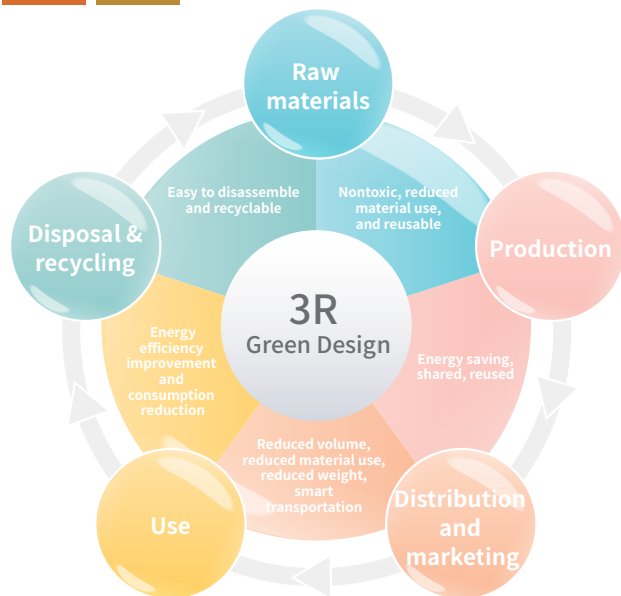 Raw
materials
Easy to disassemble
and recyclable
Nontoxic, reduced
material use,
and reusable
Disposal &
recycling
Production
3R
Green Design
Energy
efficiency
improvement
and
consumption
reduction
Energy saving,
shared, reused
Reduced volume,
reduced material use,
reduced weight,
smart
transportation
Use
Distribution
and
marketing